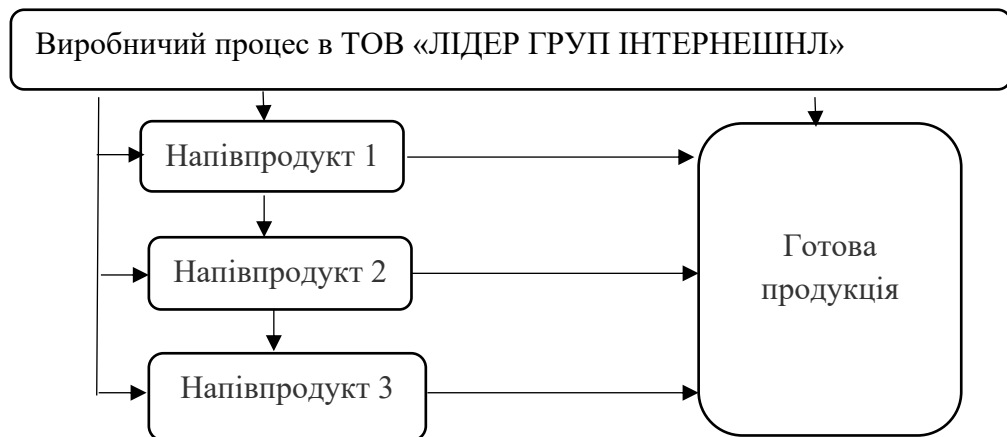 Виробничий процес в ТОВ «ЛІДЕР ГРУП ІНТЕРНЕШНЛ»
Напівпродукт 1
Напівпродукт 2
Напівпродукт 3
Готова
продукція